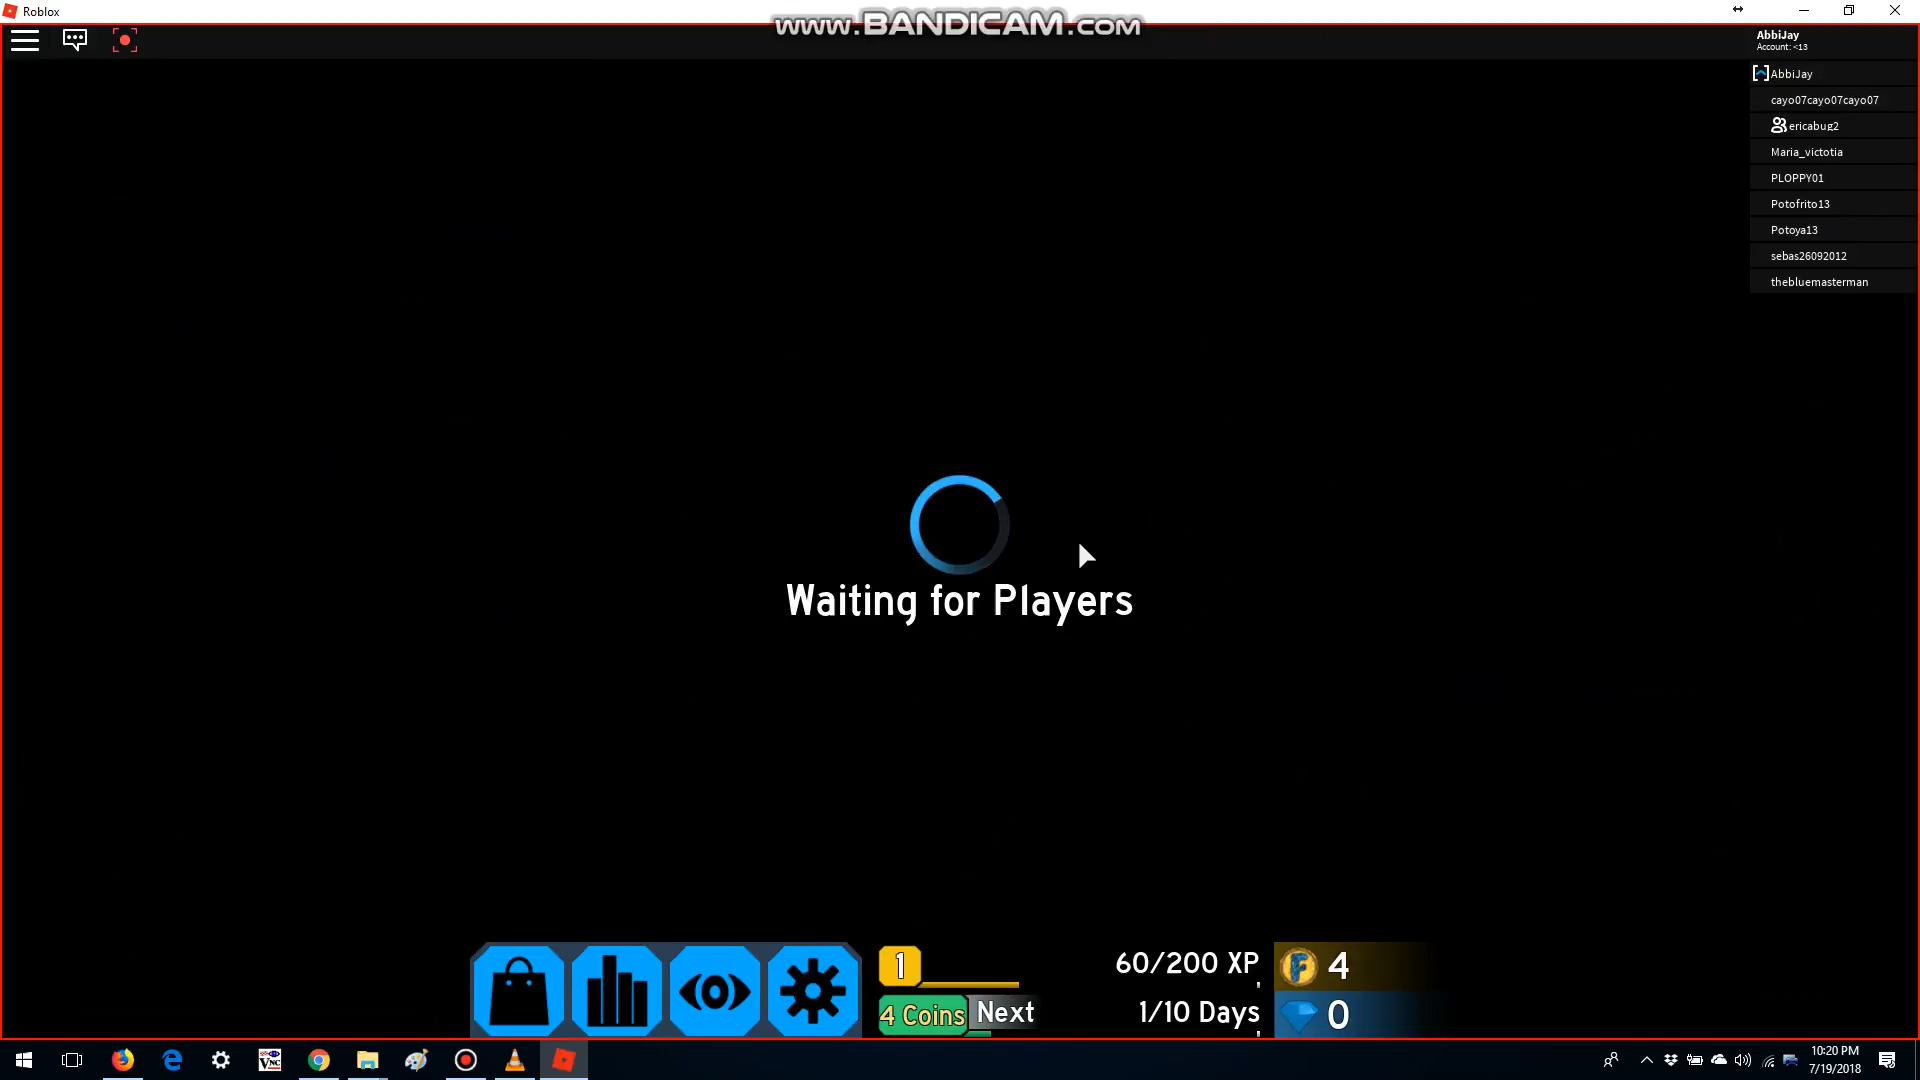 Roblox
www.BANDICAM.com
AbbiJay
Account: <13
AbbiJay
cayo07cayo07cayo07
ericabug2
Maria_victotia
PLOPPY01
Potofrito13
Potoya13
sebas26092012
thebluemasterman
Waiting for Players
1
60/200 XP
F 4
4 Coins Next
1/10 Days
0
VNC
10:20 PM
7/19/2018